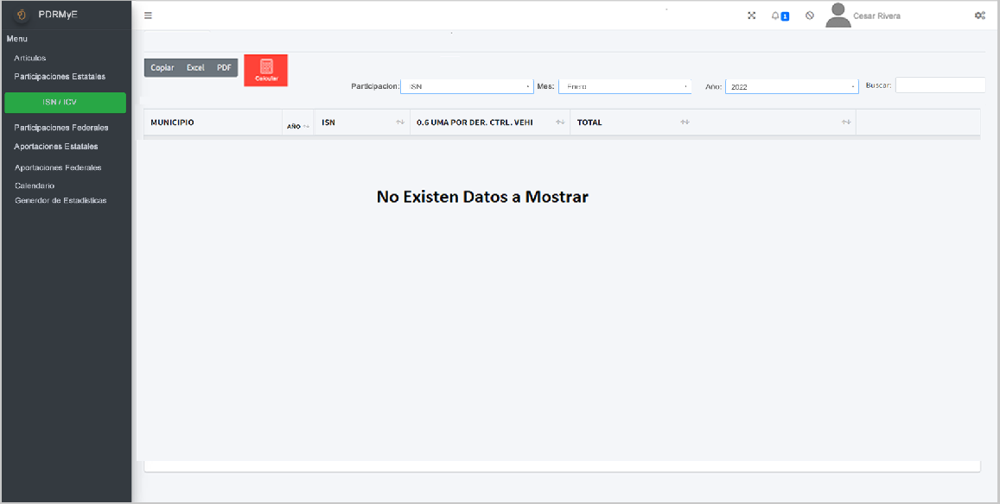 PDRMyE
1
Cesar Rivera
Menu
Articulos
Participaciones Estatales
ISN / ICV
Participaciones Federales
Aportaciones Estatales
Aportaciones Federales
Calendario
Generdor de Estadisticas
Copiar Excel PDF
Calcular
Participacion: ISN Mes: Enero Año: 2022 Buscar:
MUNICIPIO AÑO ISN 0.6 UMA POR DER. CTRL. VEHI TOTAL
No Existen Datos a Mostrar